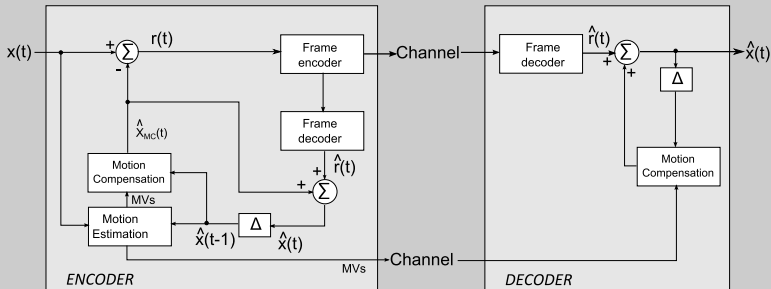 x(t)
+
Σ
-
r(t)
Frame
encoder
Channel
Frame
decoder
r̂(t)
+
Σ
+
x̂(t)
Δ
Frame
decoder
r̂(t)
+
+
Σ
x̂_MC(t)
Motion
Compensation
MVs
Motion
Estimation
x̂(t-1)
Δ
x̂(t)
Motion
Compensation
MVs
Channel
ENCODER
DECODER